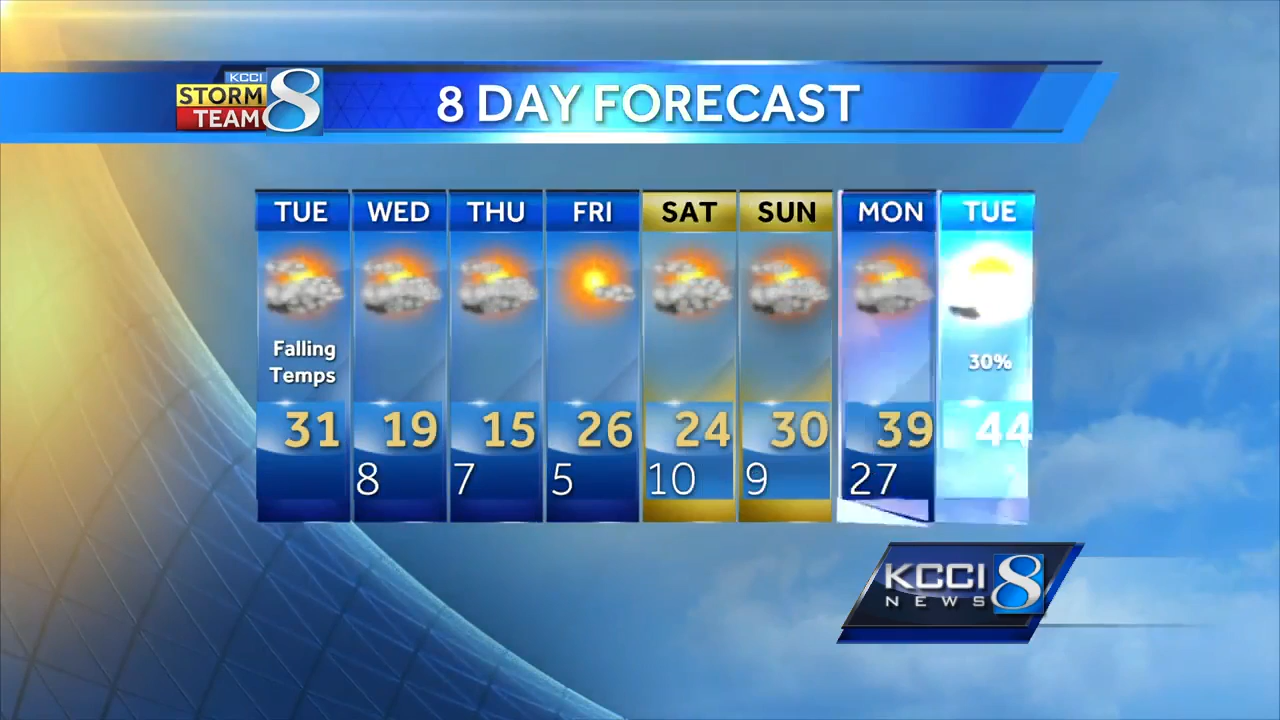 KCCI
STORM
TEAM
8
8 DAY FORECAST
TUE WED THU FRI SAT SUN MON TUE
Falling
Temps
30%
31 19 15 26 24 30 39 44
8 7 5 10 9 27
KCCI 8
NEWS